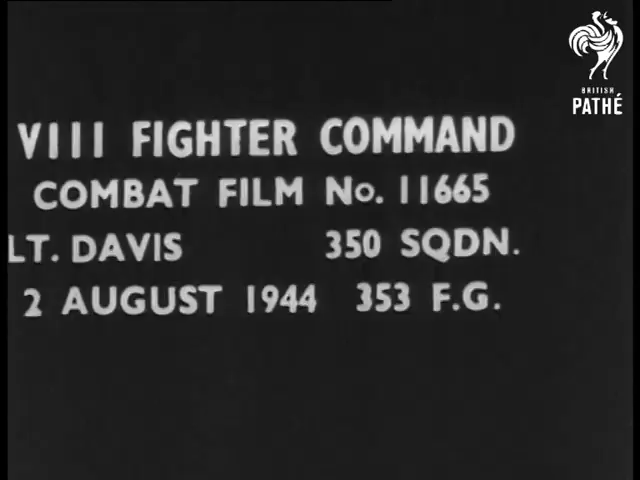 BRITISH
PATHÉ
VIII FIGHTER COMMAND
COMBAT FILM No. 11665
LT. DAVIS 350 SQDN.
2 AUGUST 1944 353 F.G.